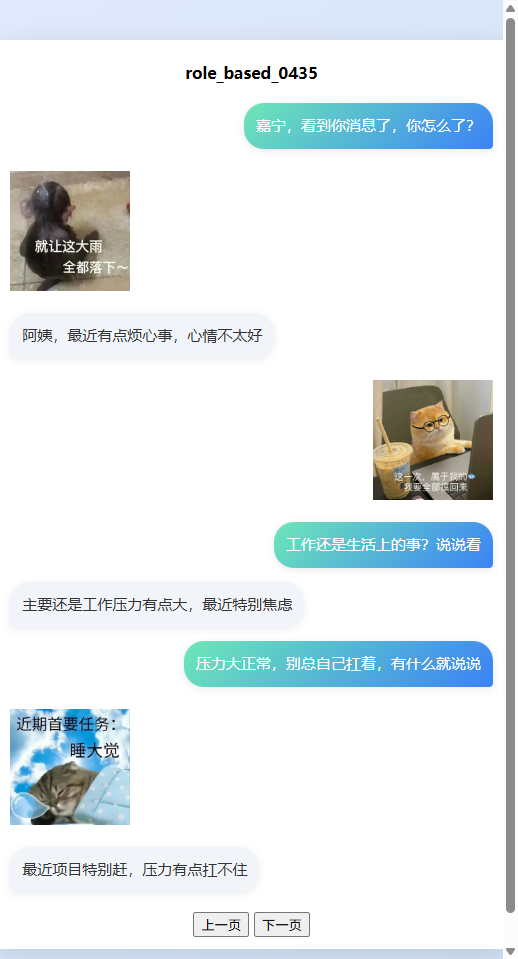 role_based_0435
嘉宁，看到你消息了，你怎么了？
就让这大雨
全都落下～
阿姨，最近有点烦心事，心情不太好
这一次，属于我的🐟
我要全部摸回来
工作还是生活上的事？说说看
主要还是工作压力有点大，最近特别焦虑
压力大正常，别总自己扛着，有什么就说说
近期首要任务：
睡大觉
最近项目特别赶，压力有点扛不住
上一页 下一页